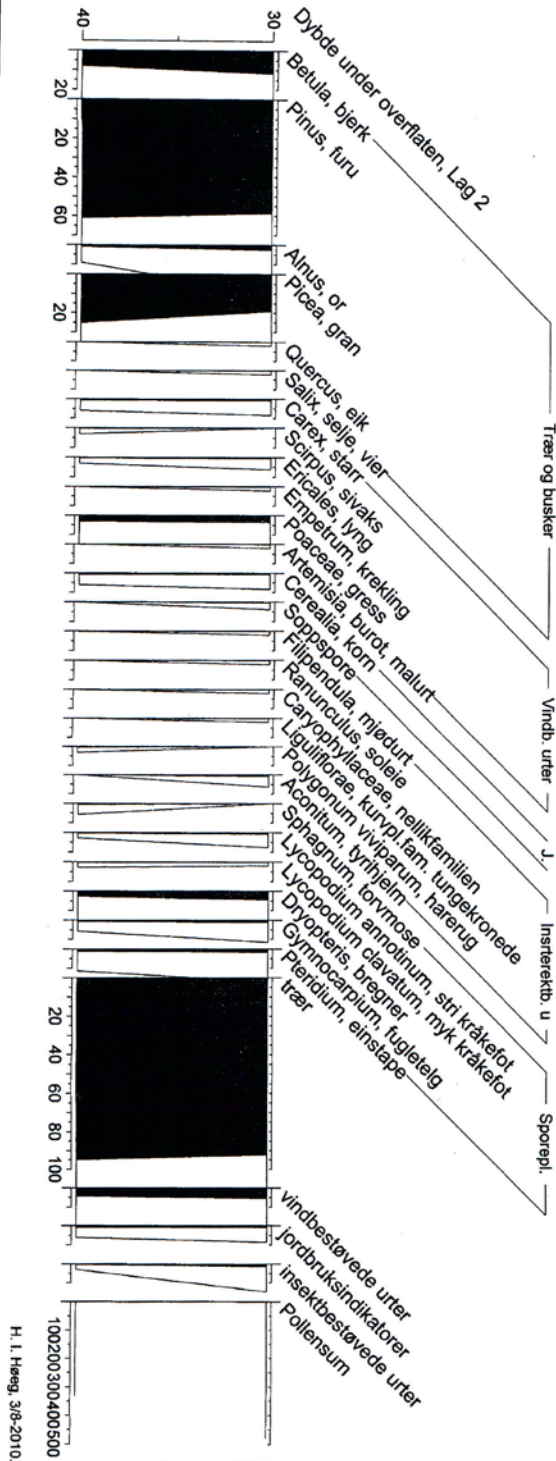 Trær og busker
Vindb. urter
J.
Insrterektb. u
Sporepl.
Dybde under overflaten, Lag 2
Betula, bjerk
Pinus, furu
Alnus, or
Picea, gran
Quercus, eik
Salix, selje, vier
Carex, starr
Scirpus, sivaks
Ericales, lyng
Empetrum, krekling
Poaceae, gress
Artemisia, burot, malurt
Cerealia, korn
Soppspore
Filipendula, mjødurt
Ranunculus, soleie
Caryophyllaceae, nellikfamilien
Liguliflorae, kurvpl.fam. tungekronede
Polygonum viviparum, harerug
Aconitum, tyrihjelm
Sphagnum, torvmose
Lycopodium annotinum, stri kråkefot
Lycopodium clavatum, myk kråkefot
Dryopteris, bregner
Gymnocarpium, fugletelg
Pteridium, einstape
trær
vindbestøvede urter
jordbruksindikatorer
insektbestøvede urter
Pollensum
30
40
20
20 40 60
20
20 40 60 80 100
100200300400500
H. I. Høeg, 3/8-2010.